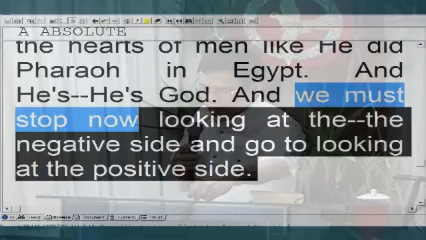 A ABSOLUTE
the hearts of men like He did
Pharaoh in Egypt. And
He's--He's God. And we must
stop now looking at the--the
negative side and go to looking
at the positive side.